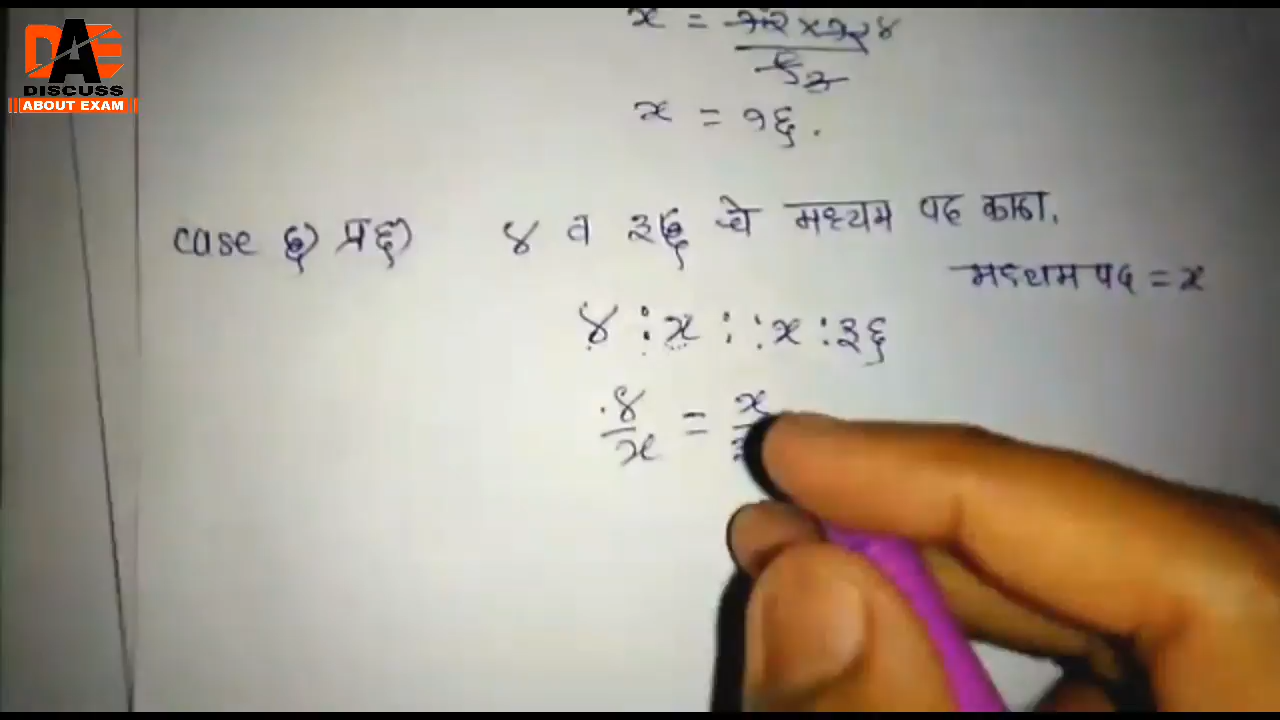 DAE
DISCUSS
ABOUT EXAM
x =
x = १६.
case ६) प्र६) ४ व ३६ चे मध्यम पद काढा.
मध्यम पद = x
४ : x : : x : ३६
४/x = x/